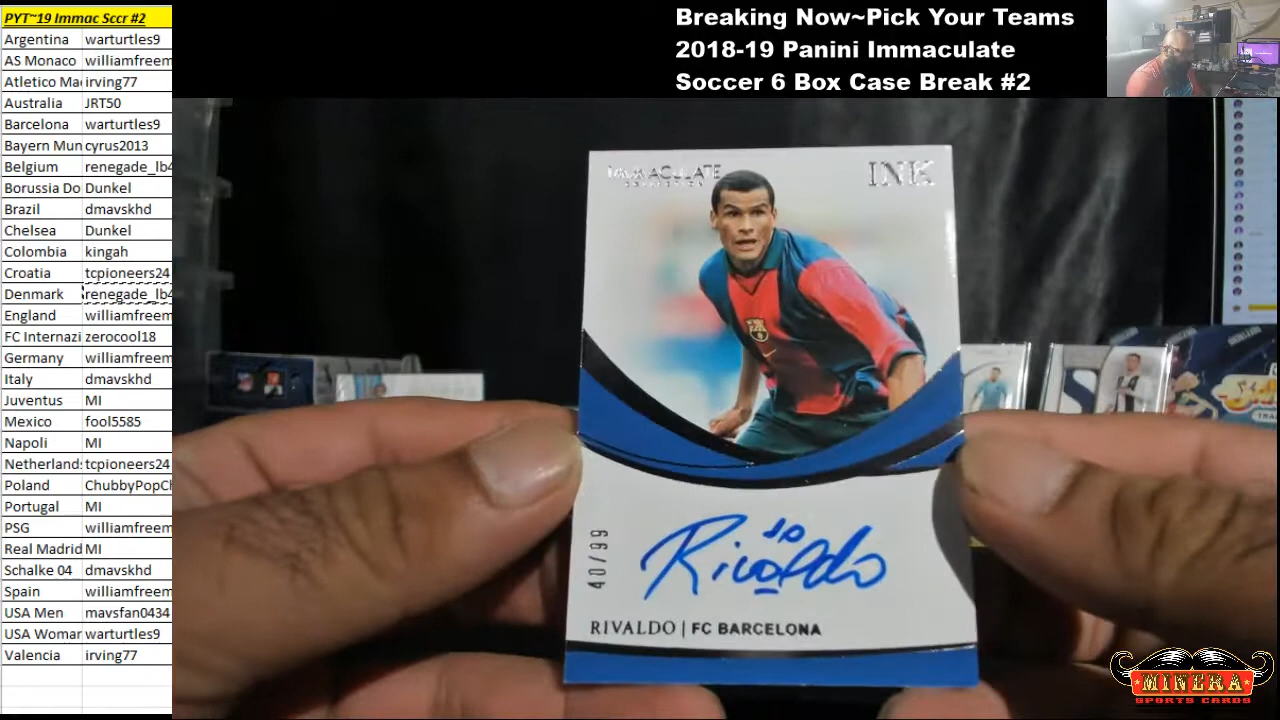 PYT~19 Immac Sccr #2
Argentina warturtles9
AS Monaco williamfreem
Atletico Ma irving77
Australia JRT50
Barcelona warturtles9
Bayern Mun cyrus2013
Belgium renegade_lb4
Borussia Do Dunkel
Brazil dmavskhd
Chelsea Dunkel
Colombia kingah
Croatia tcpioneers24
Denmark renegade_lb4
England williamfreem
FC Internazi zerocool18
Germany williamfreem
Italy dmavskhd
Juventus MI
Mexico fool5585
Napoli MI
Netherland tcpioneers24
Poland ChubbyPopCh
Portugal MI
PSG williamfreem
Real Madrid MI
Schalke 04 dmavskhd
Spain williamfreem
USA Men mavsfan0434
USA Woman warturtles9
Valencia irving77
Breaking Now~Pick Your Teams
2018-19 Panini Immaculate
Soccer 6 Box Case Break #2
IMMACULATE
COLLECTION
INK
40/99
Rivaldo
10
RIVALDO | FC BARCELONA
MINERA
SPORTS CARDS